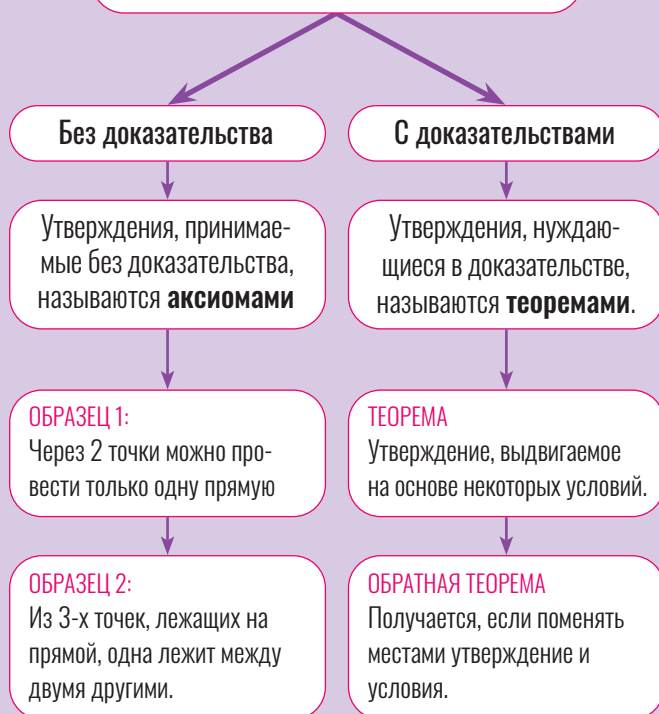 Без доказательства
С доказательствами
Утверждения, принимае-
мые без доказательства,
называются аксиомами
Утверждения, нуждаю-
щиеся в доказательстве,
называются теоремами.
ОБРАЗЕЦ 1:
Через 2 точки можно про-
вести только одну прямую
ТЕОРЕМА
Утверждение, выдвигаемое
на основе некоторых условий.
ОБРАЗЕЦ 2:
Из 3-х точек, лежащих на
прямой, одна лежит между
двумя другими.
ОБРАТНАЯ ТЕОРЕМА
Получается, если поменять
местами утверждение и
условия.